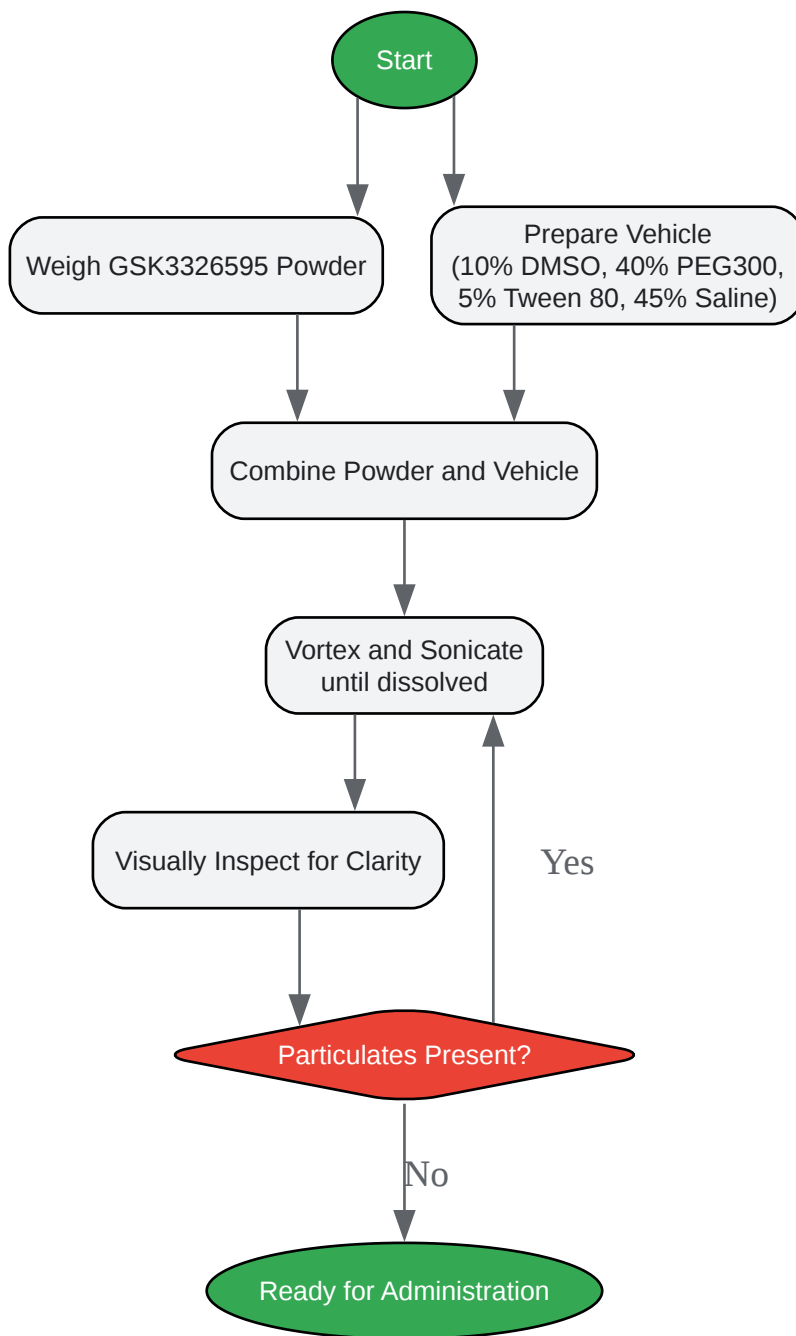 Start
Weigh GSK3326595 Powder
Prepare Vehicle
(10% DMSO, 40% PEG300,
5% Tween 80, 45% Saline)
Combine Powder and Vehicle
Vortex and Sonicate
until dissolved
Visually Inspect for Clarity
Yes
Particulates Present?
No
Ready for Administration